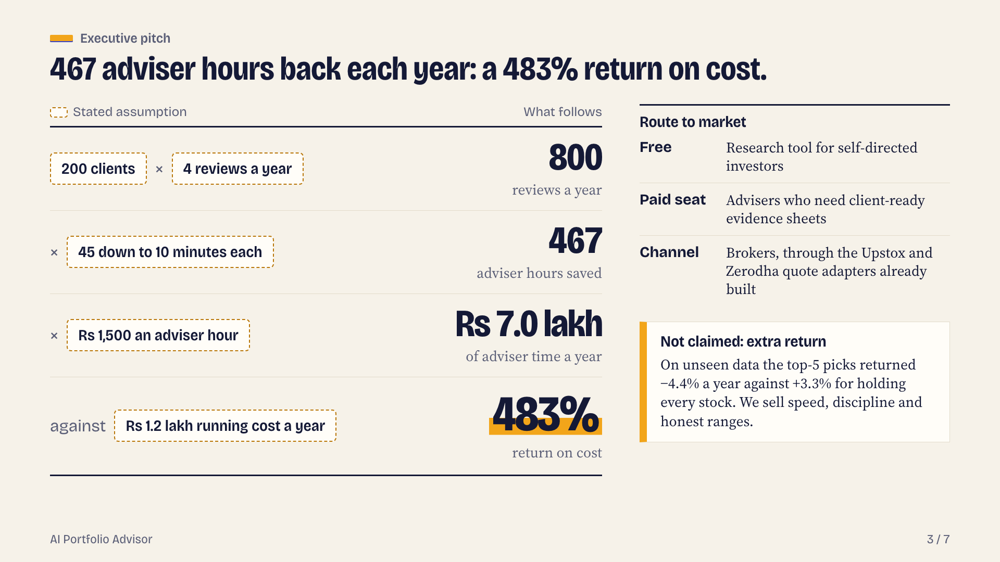 Executive pitch
467 adviser hours back each year: a 483% return on cost.
Stated assumption
What follows
200 clients × 4 reviews a year
800
reviews a year
× 45 down to 10 minutes each
467
adviser hours saved
× Rs 1,500 an adviser hour
Rs 7.0 lakh
of adviser time a year
against Rs 1.2 lakh running cost a year
483%
return on cost
Route to market
Free
Research tool for self-directed
investors
Paid seat
Advisers who need client-ready
evidence sheets
Channel
Brokers, through the Upstox and
Zerodha quote adapters already
built
Not claimed: extra return
On unseen data the top-5 picks returned
−4.4% a year against +3.3% for holding
every stock. We sell speed, discipline and
honest ranges.
AI Portfolio Advisor
3 / 7